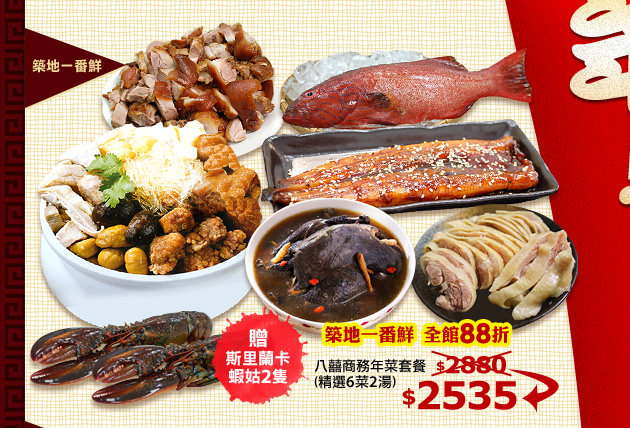 築地一番鮮
贈
斯里蘭卡
蝦姑2隻
築地一番鮮 全館88折
八囍商務年菜套餐 $2880
(精選6菜2湯)
$2535